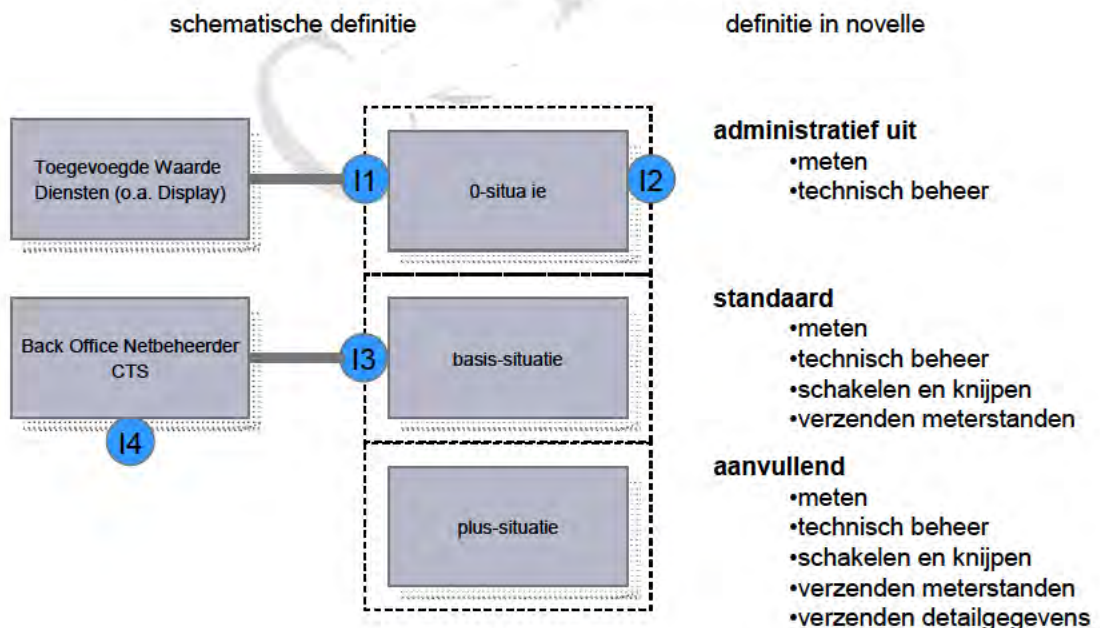 schematische definitie
definitie in novelle
Toegevoegde Waarde
Diensten (o.a. Display)
I1
0-situa ie
I2
administratief uit
•meten
•technisch beheer
Back Office Netbeheerder
CTS
I3
basis-situatie
I4
standaard
•meten
•technisch beheer
•schakelen en knijpen
•verzenden meterstanden
plus-situatie
aanvullend
•meten
•technisch beheer
•schakelen en knijpen
•verzenden meterstanden
•verzenden detailgegevens